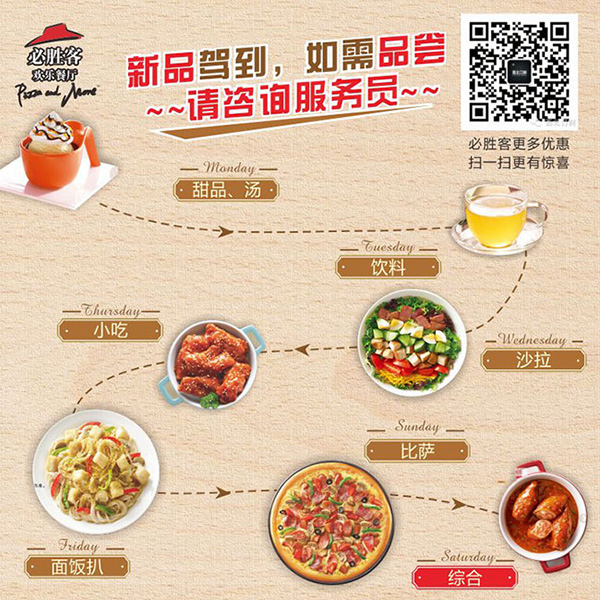 必胜客
欢乐餐厅
Pizza and More
新品驾到，如需品尝
~~请咨询服务员~~
必胜客更多优惠
扫一扫更有惊喜
Monday
甜品、汤
Tuesday
饮料
Thursday
小吃
Wednesday
沙拉
Sunday
比萨
Friday
面饭扒
Saturday
综合